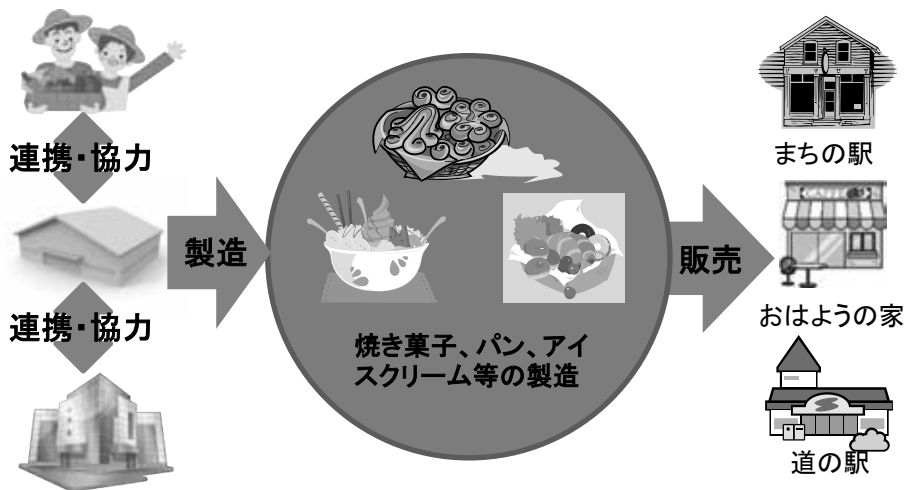 連携・協力
連携・協力
製造
焼き菓子、パン、アイ
スクリーム等の製造
販売
まちの駅
おはようの家
道の駅